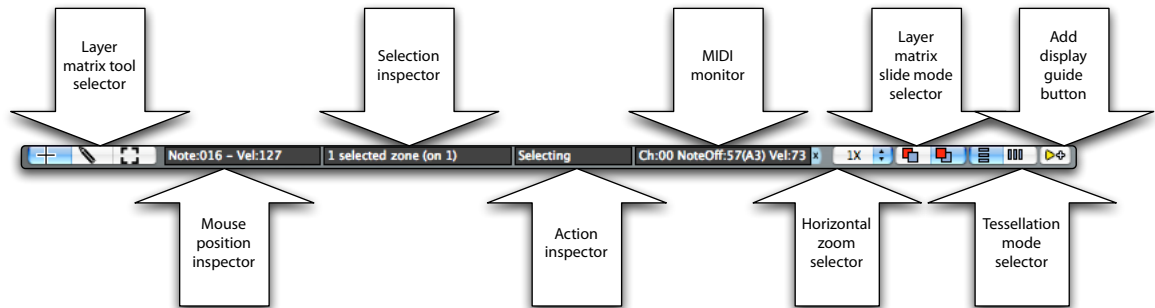 Layer
matrix tool
selector
Selection
inspector
MIDI
monitor
Layer
matrix
slide mode
selector
Add
display
guide
button
Note:016 – Vel:127
1 selected zone (on 1)
Selecting
Ch:00 NoteOff:57(A3) Vel:73
x
1X
Mouse
position
inspector
Action
inspector
Horizontal
zoom
selector
Tessellation
mode
selector